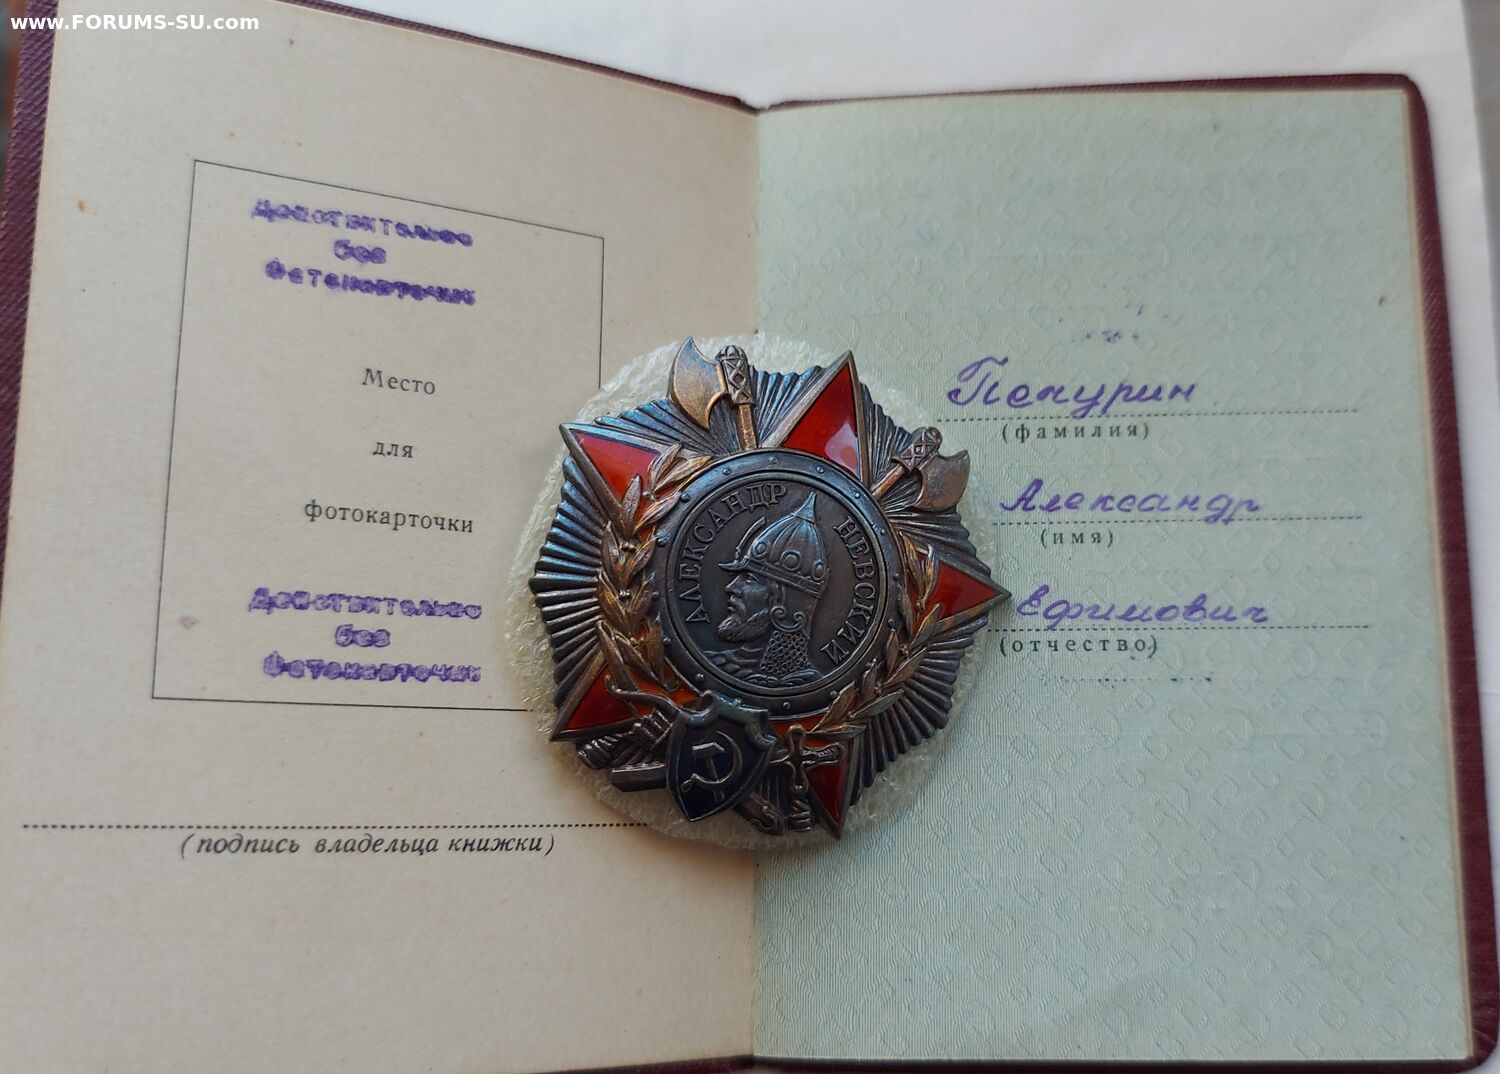 www.FORUMS-SU.com
Действительно
без
Фотокарточки
Место
для
фотокарточки
Действительно
без
Фотокарточки
(подпись владельца книжки)
Пекурин
(фамилия)
Александр
(имя)
Ефимович
(отчество)
АЛЕКСАНДР НЕВСКИЙ